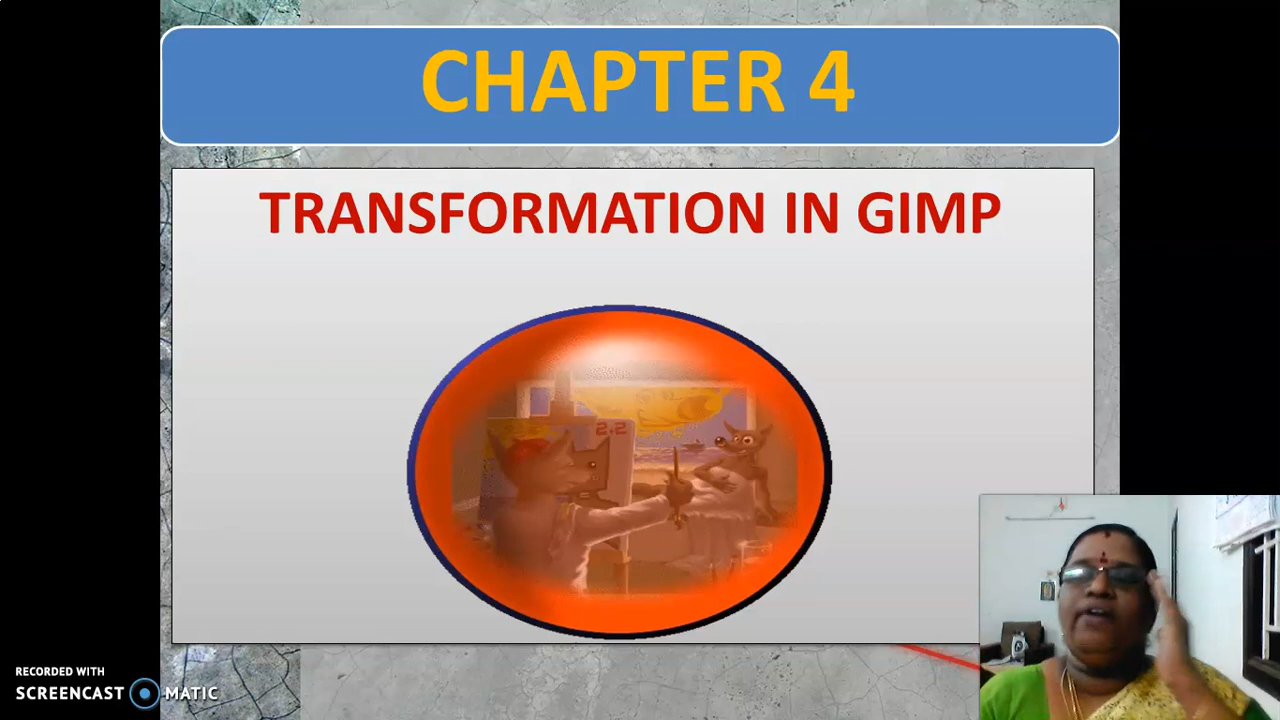 CHAPTER 4
TRANSFORMATION IN GIMP
2.2
RECORDED WITH
SCREENCAST MATIC